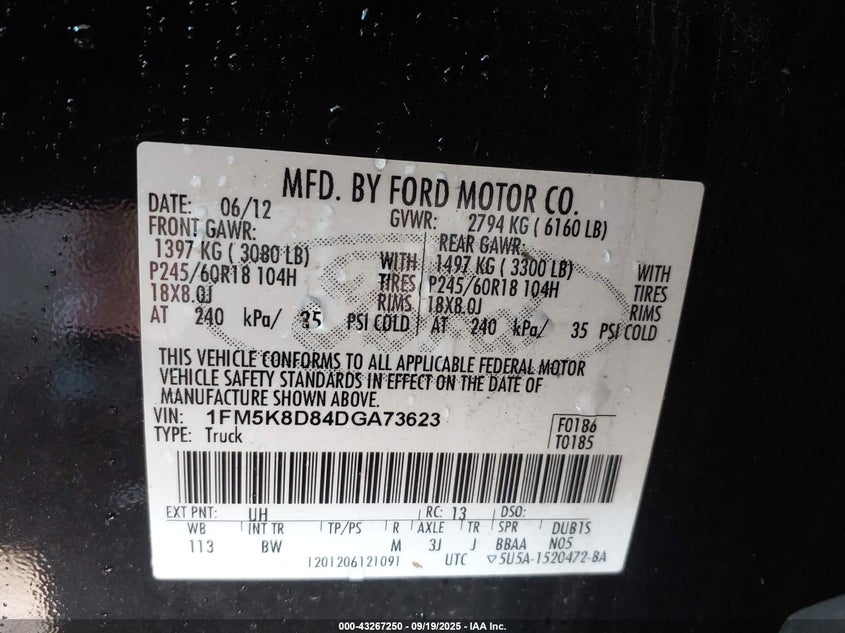 MFD. BY FORD MOTOR CO.
DATE: 06/12 GVWR: 2794 KG ( 6160 LB)
FRONT GAWR: REAR GAWR:
1397 KG ( 3080 LB) WITH 1497 KG ( 3300 LB) WITH
P245/60R18 104H TIRES P245/60R18 104H TIRES
18X8.0J RIMS 18X8.0J RIMS
AT 240 kPa/ 35 PSI COLD AT 240 kPa/ 35 PSI COLD
THIS VEHICLE CONFORMS TO ALL APPLICABLE FEDERAL MOTOR
VEHICLE SAFETY STANDARDS IN EFFECT ON THE DATE OF
MANUFACTURE SHOWN ABOVE.
VIN: 1FM5K8D84DGA73623 F0186
TYPE: Truck T0185
EXT PNT: UH RC: 13 DSO:
WB INT TR TP/PS R AXLE TR SPR DUB1S
113 BW M 3J J BBAA N05
1201206121091 UTC ▽5U5A-1520472-BA
000-43267250 - 09/19/2025 - IAA Inc.